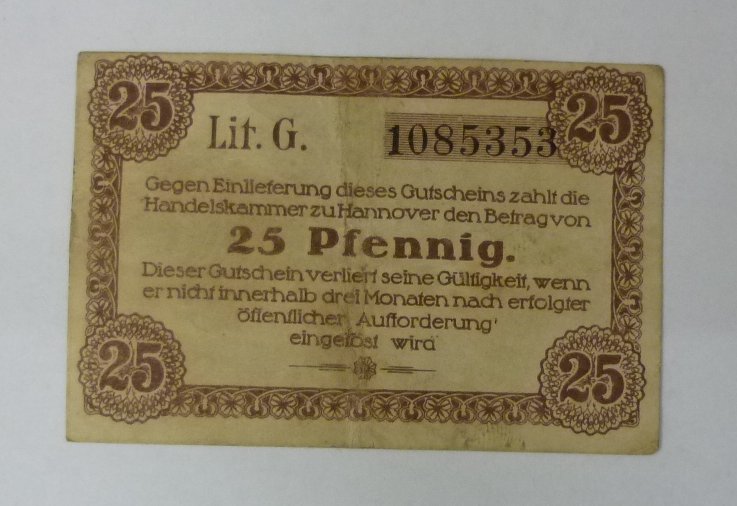 25 25
Lit. G. 1085353
Gegen Einlieferung dieses Gutscheins zahlt die
Handelskammer zu Hannover den Betrag von
25 Pfennig.
Dieser Gutschein verliert seine Gültigkeit, wenn
er nicht innerhalb drei Monaten nach erfolgter
öffentlicher Aufforderung
eingelöst wird
25 25